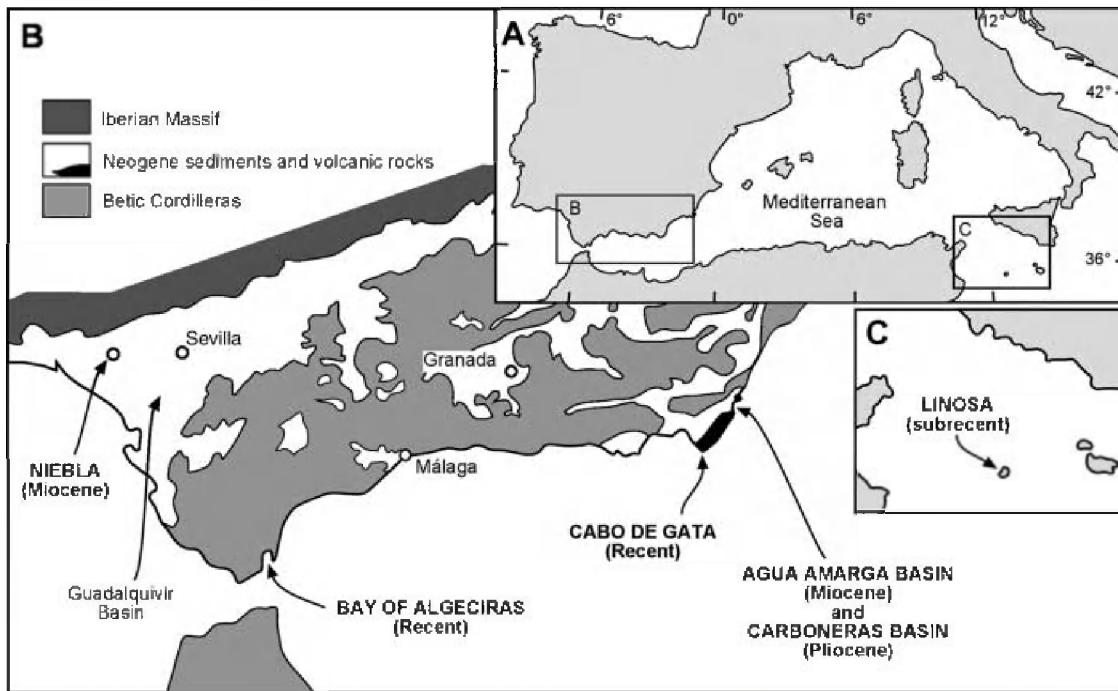 B
Iberian Massif
Neogene sediments and volcanic rocks
Betic Cordilleras
A
6°
0°
6°
12°
42°
36°
Mediterranean
Sea
B
C
Sevilla
Granada
Málaga
NIEBLA
(Miocene)
Guadalquivir
Basin
BAY OF ALGECIRAS
(Recent)
CABO DE GATA
(Recent)
AGUA AMARGA BASIN
(Miocene)
and
CARBONERAS BASIN
(Pliocene)
C
LINOSA
(subrecent)